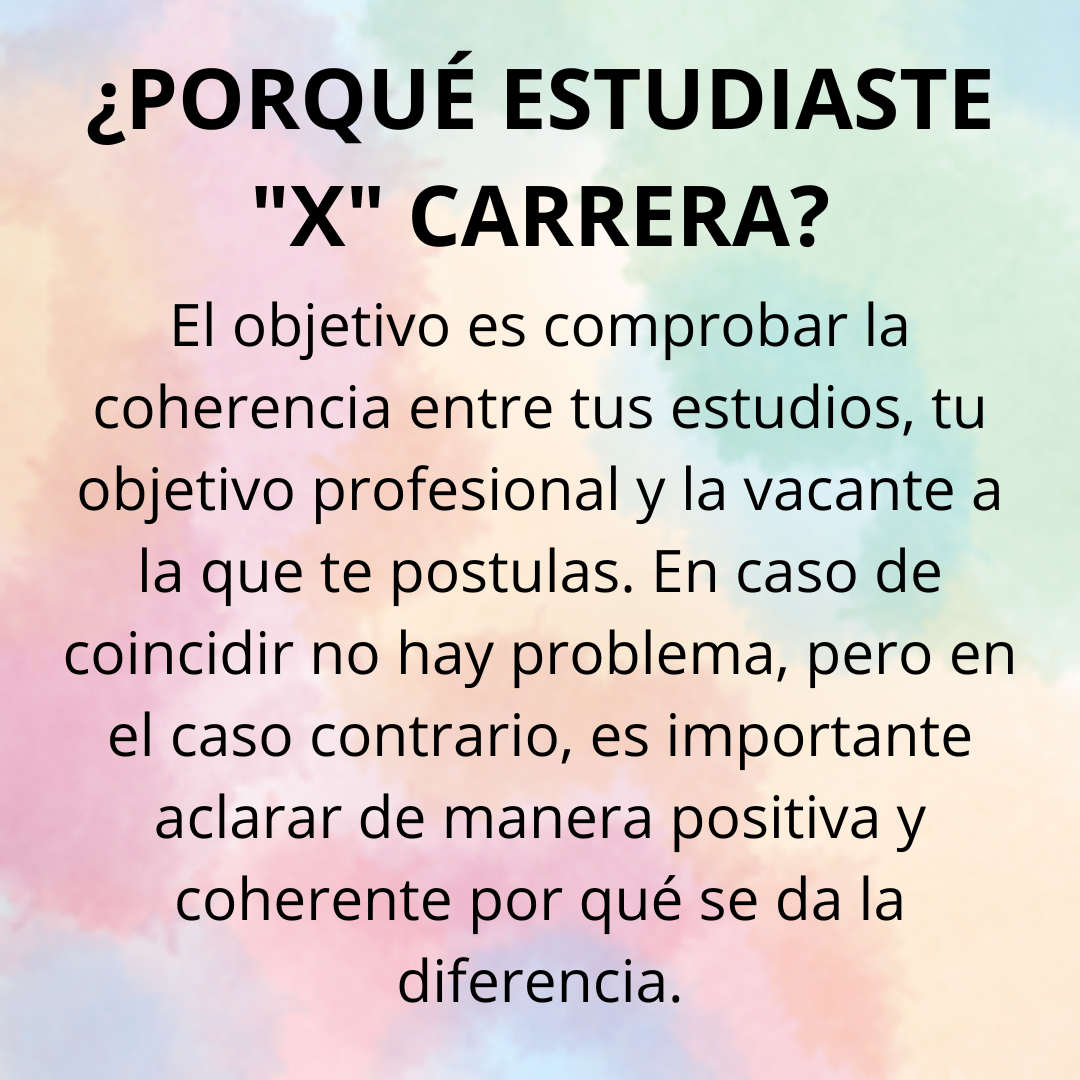 ¿PORQUÉ ESTUDIASTE
"X" CARRERA?
El objetivo es comprobar la
coherencia entre tus estudios, tu
objetivo profesional y la vacante a
la que te postulas. En caso de
coincidir no hay problema, pero en
el caso contrario, es importante
aclarar de manera positiva y
coherente por qué se da la
diferencia.